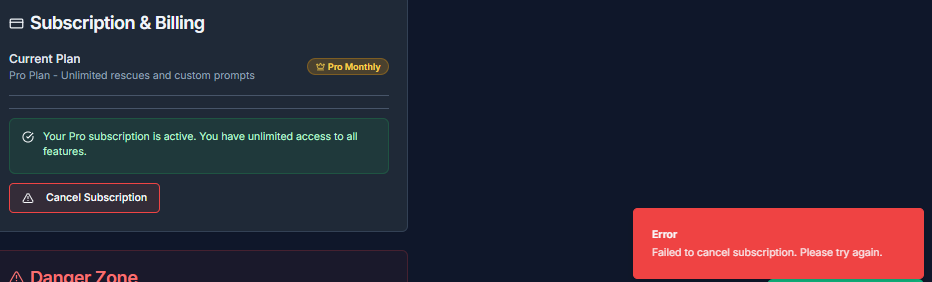 Subscription & Billing
Current Plan
Pro Plan - Unlimited rescues and custom prompts
Pro Monthly
Your Pro subscription is active. You have unlimited access to all
features.
Cancel Subscription
Danger Zone
Error
Failed to cancel subscription. Please try again.